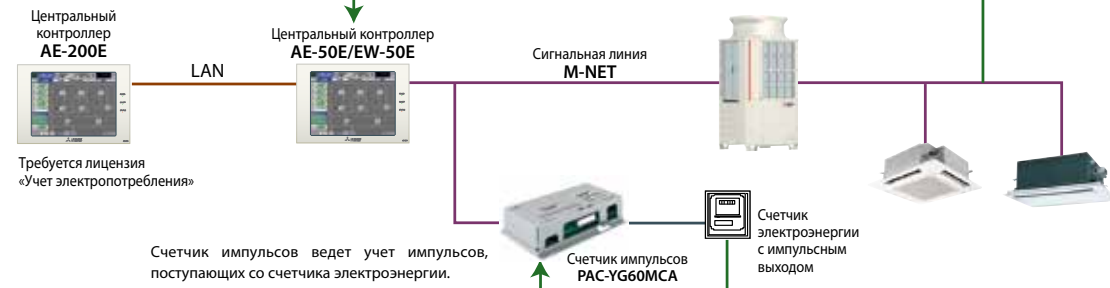 Центральный
контроллер
AE-200E
Центральный контроллер
AE-50E/EW-50E
LAN
Сигнальная линия
M-NET
Требуется лицензия
«Учет электропотребления»
Счетчик импульсов ведет учет импульсов,
поступающих со счетчика электроэнергии.
Счетчик импульсов
PAC-YG60MCA
Счетчик
электроэнергии
с импульсным
выходом